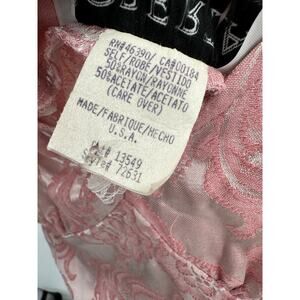 RN#46390/ CA#00184
SELF/ROBE/VESTIDO
50%RAYON/RAYONNE
50%ACETATE/ACETATO
(CARE OVER)
MADE/FABRIQUE/HECHO
U.S.A.
13549
Style# 72631